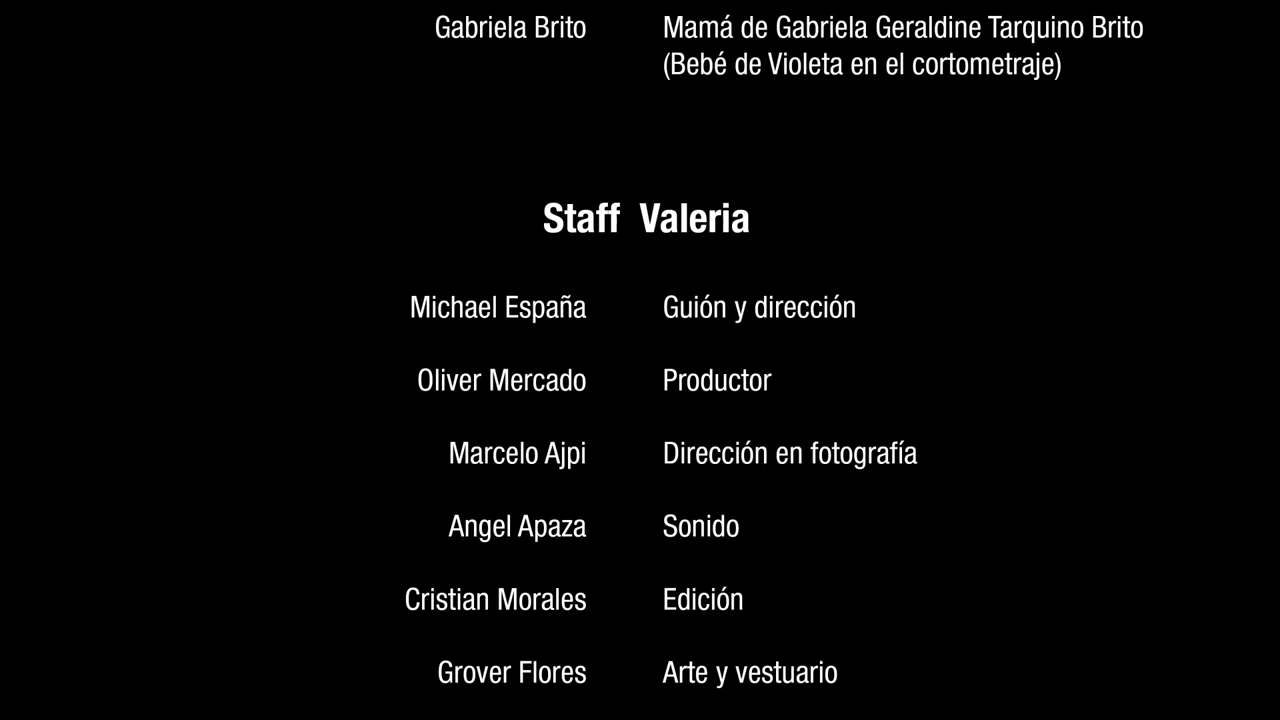 Gabriela Brito Mamá de Gabriela Geraldine Tarquino Brito
(Bebé de Violeta en el cortometraje)
Staff Valeria
Michael España Guión y dirección
Oliver Mercado Productor
Marcelo Ajpi Dirección en fotografía
Angel Apaza Sonido
Cristian Morales Edición
Grover Flores Arte y vestuario